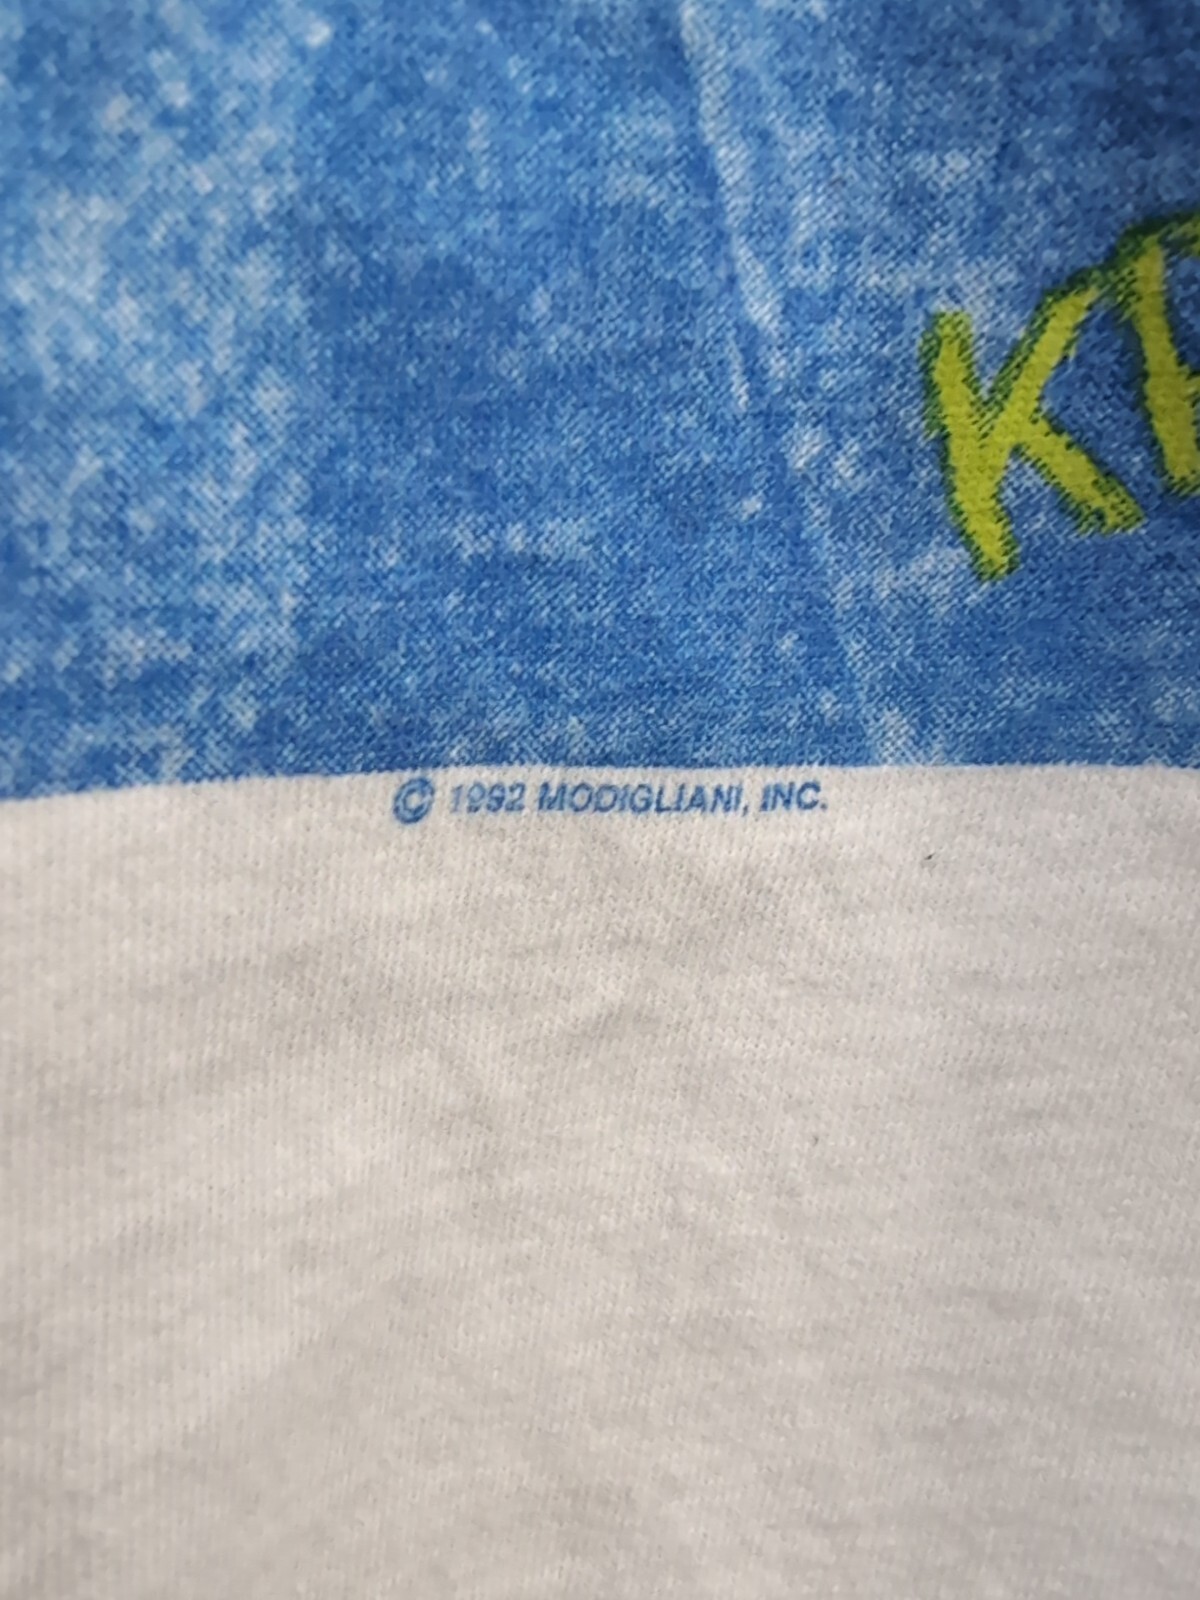 K
© 1992 MODIGLIANI, INC.